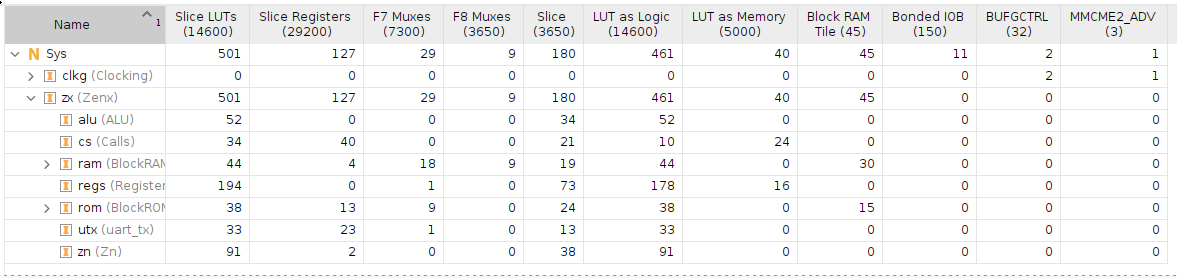 Name 1 Slice LUTs (14600) Slice Registers (29200) F7 Muxes (7300) F8 Muxes (3650) Slice (3650) LUT as Logic (14600) LUT as Memory (5000) Block RAM Tile (45) Bonded IOB (150) BUFGCTRL (32) MMCME2_ADV (3)
N Sys 501 127 29 9 180 461 40 45 11 2 1
I clkg (Clocking) 0 0 0 0 0 0 0 0 0 2 1
I zx (Zenx) 501 127 29 9 180 461 40 45 0 0 0
I alu (ALU) 52 0 0 0 34 52 0 0 0 0 0
I cs (Calls) 34 40 0 0 21 10 24 0 0 0 0
I ram (BlockRAM 44 4 18 9 19 44 0 30 0 0 0
I regs (Register 194 0 1 0 73 178 16 0 0 0 0
I rom (BlockROM 38 13 9 0 24 38 0 15 0 0 0
I utx (uart_tx) 33 23 1 0 13 33 0 0 0 0 0
I zn (Zn) 91 2 0 0 38 91 0 0 0 0 0